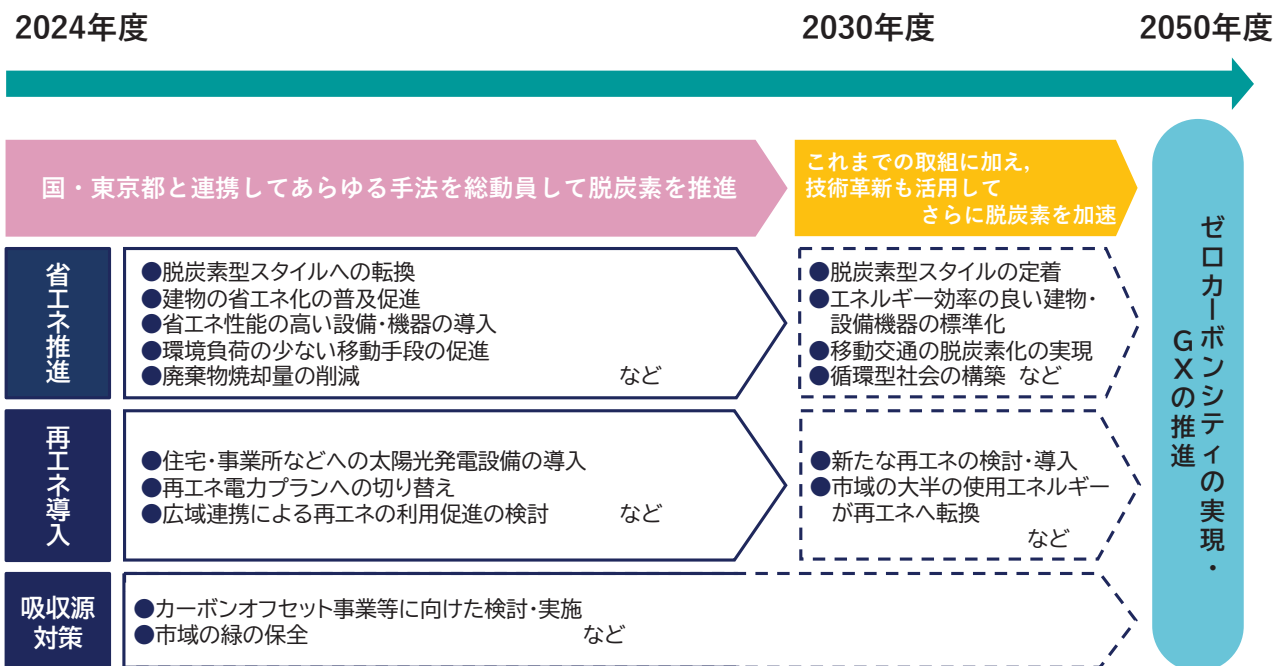 2024年度
2030年度
2050年度
国・東京都と連携してあらゆる手法を総動員して脱炭素を推進
これまでの取組に加え,
技術革新も活用して
さらに脱炭素を加速
省エネ推進
●脱炭素型スタイルへの転換
●建物の省エネ化の普及促進
●省エネ性能の高い設備・機器の導入
●環境負荷の少ない移動手段の促進
●廃棄物焼却量の削減 など
●脱炭素型スタイルの定着
●エネルギー効率の良い建物・
設備機器の標準化
●移動交通の脱炭素化の実現
●循環型社会の構築 など
再エネ導入
●住宅・事業所などへの太陽光発電設備の導入
●再エネ電力プランへの切り替え
●広域連携による再エネの利用促進の検討 など
●新たな再エネの検討・導入
●市域の大半の使用エネルギー
が再エネへ転換
など
吸収源
対策
●カーボンオフセット事業等に向けた検討・実施
●市域の緑の保全 など
ゼロカーボンシティの実現・
GXの推進